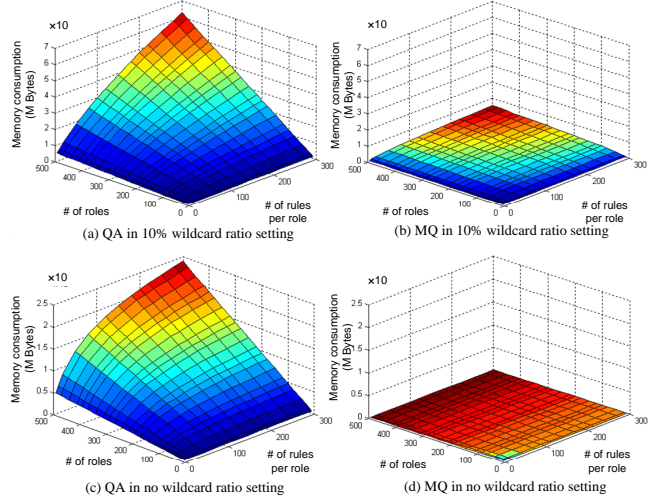 ×10
7
6
5
4
3
2
1
0
Memory consumption
(M Bytes)
500
400
300
200
100
0
0
100
200
300
# of roles
# of rules
per role
(a) QA in 10% wildcard ratio setting
×10
7
6
5
4
3
2
1
0
Memory consumption
(M Bytes)
500
400
300
200
100
0
0
100
200
300
# of roles
# of rules
per role
(b) MQ in 10% wildcard ratio setting
×10
2.5
2
1.5
1
0.5
0
Memory consumption
(M Bytes)
400
300
200
100
0
0
100
200
300
# of roles
# of rules
per role
(c) QA in no wildcard ratio setting
×10
2.5
2
1.5
1
0.5
0
Memory consumption
(M Bytes)
500
400
300
200
100
0
0
100
200
300
# of roles
# of rules
per role
(d) MQ in no wildcard ratio setting